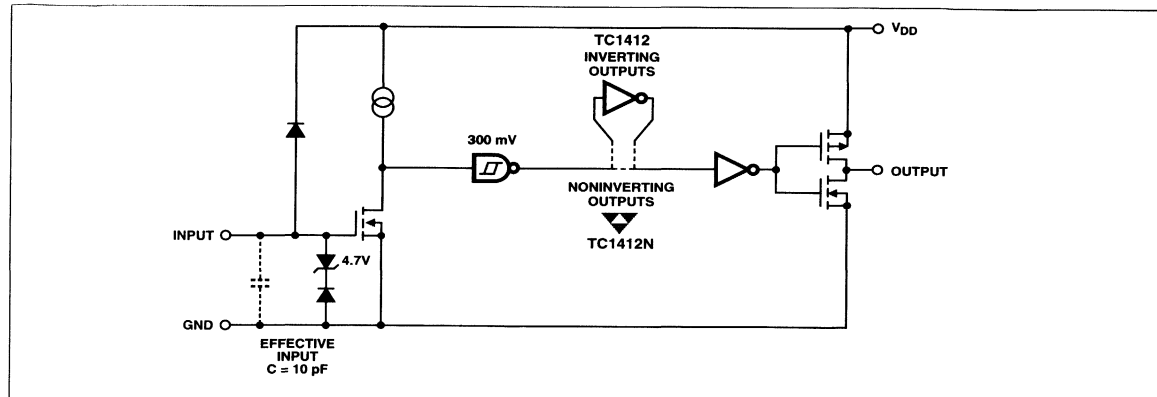 V_DD
TC1412
INVERTING
OUTPUTS
300 mV
OUTPUT
NONINVERTING
OUTPUTS
TC1412N
INPUT
4.7V
GND
EFFECTIVE
INPUT
C = 10 pF